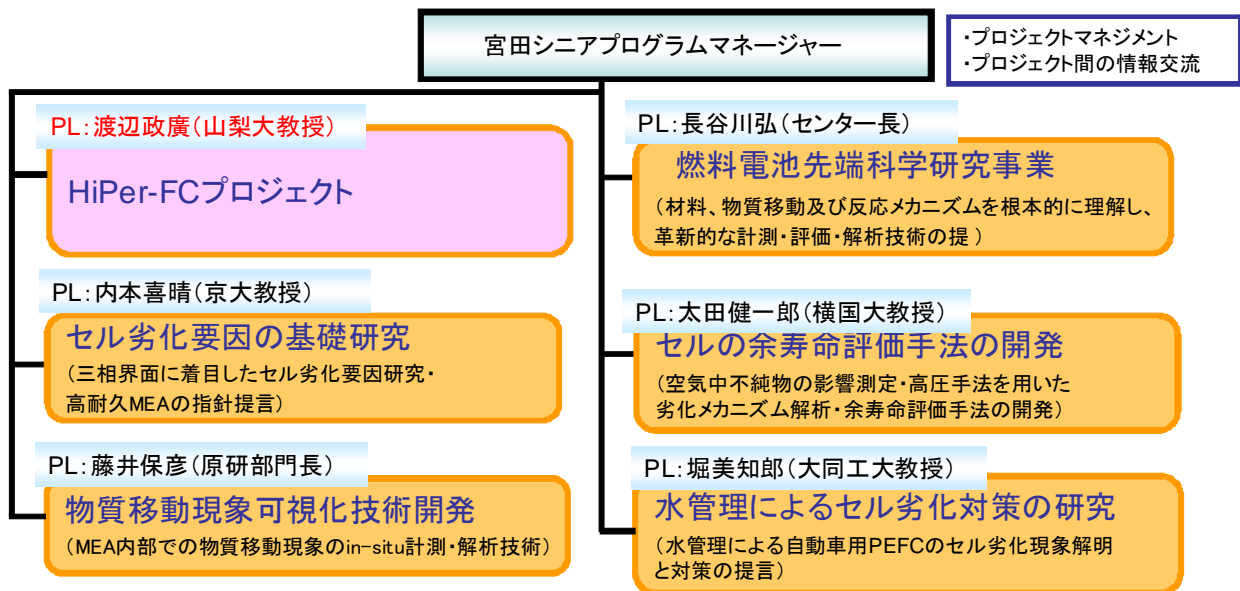 宮田シニアプログラムマネージャー
・プロジェクトマネジメント
・プロジェクト間の情報交流
PL:渡辺政廣(山梨大教授)
HiPer-FCプロジェクト
PL:長谷川弘(センター長)
燃料電池先端科学研究事業
(材料、物質移動及び反応メカニズムを根本的に理解し、
革新的な計測・評価・解析技術の提 )
PL:内本喜晴(京大教授)
セル劣化要因の基礎研究
(三相界面に着目したセル劣化要因研究・
高耐久MEAの指針提言)
PL:太田健一郎(横国大教授)
セルの余寿命評価手法の開発
(空気中不純物の影響測定・高圧手法を用いた
劣化メカニズム解析・余寿命評価手法の開発)
PL:藤井保彦(原研部門長)
物質移動現象可視化技術開発
(MEA内部での物質移動現象のin-situ計測・解析技術)
PL:堀美知郎(大同工大教授)
水管理によるセル劣化対策の研究
(水管理による自動車用PEFCのセル劣化現象解明
と対策の提言)